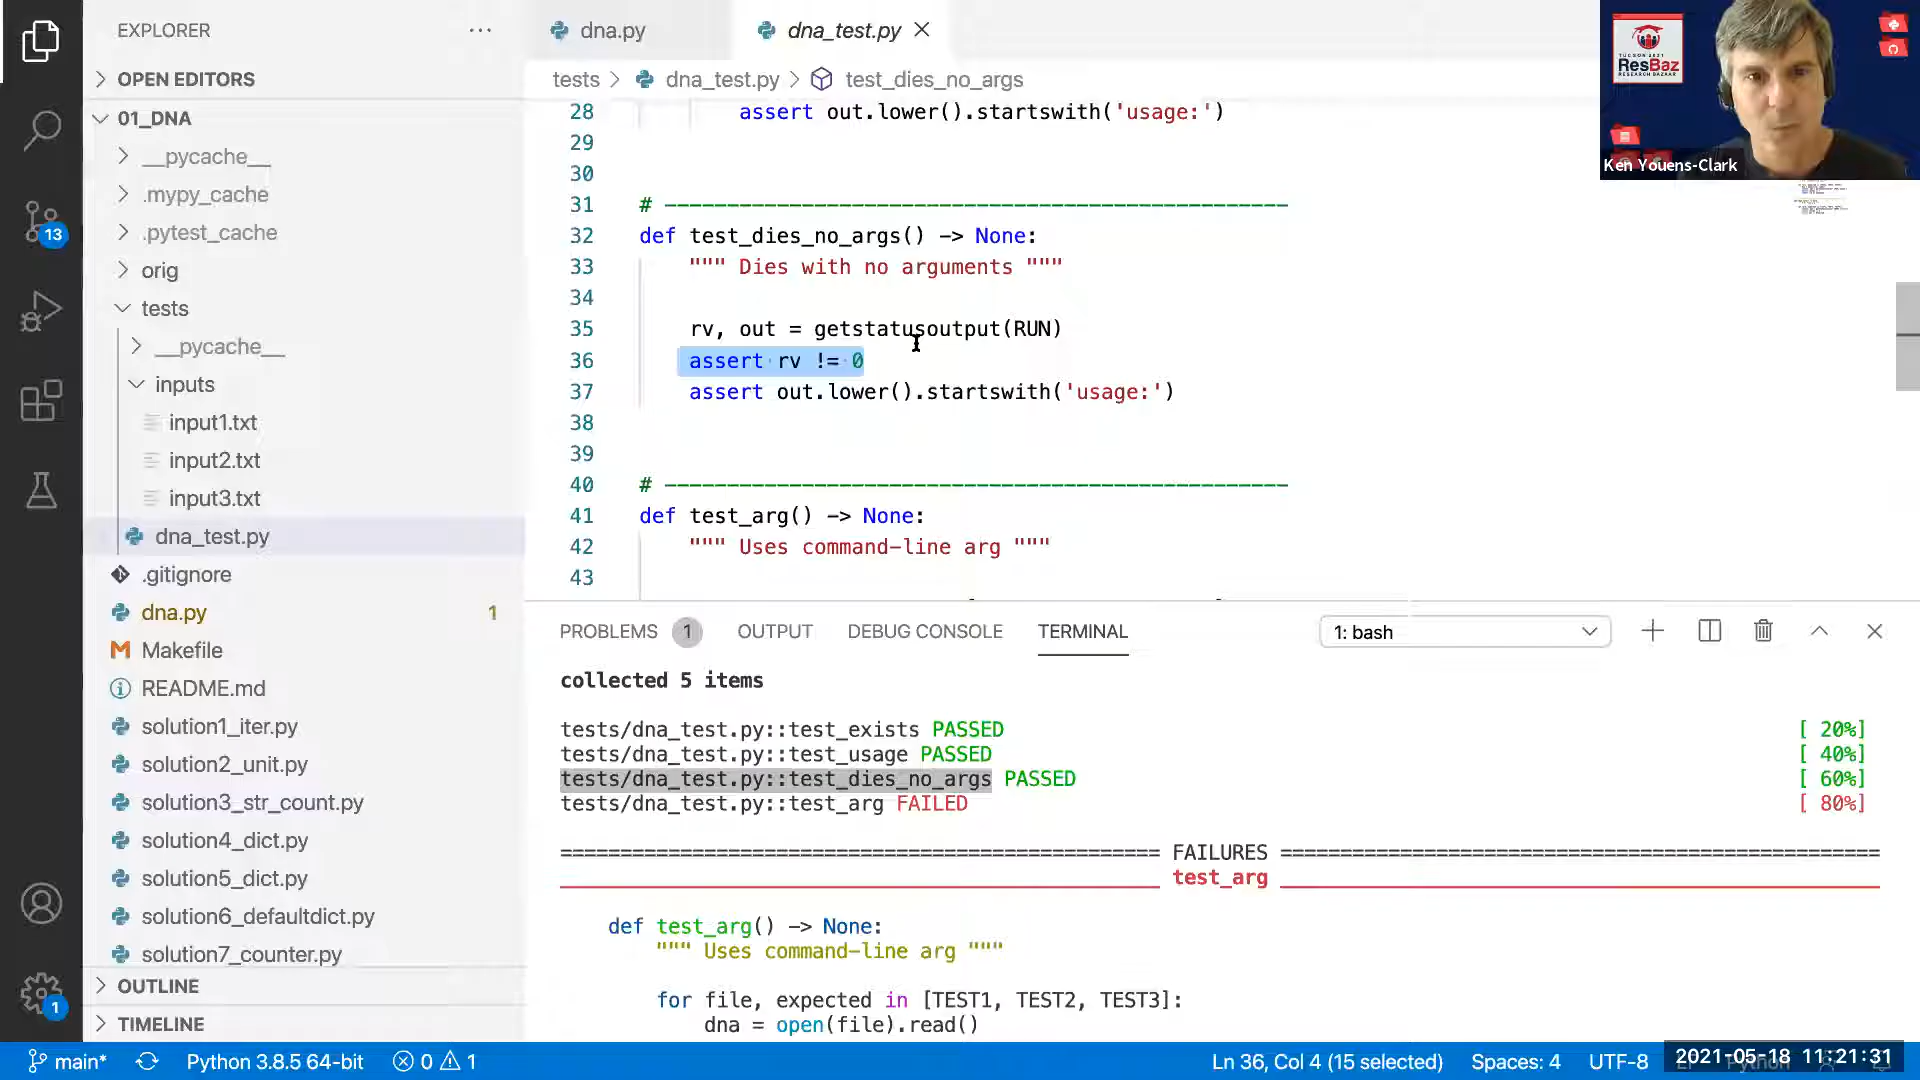 EXPLORER
OPEN EDITORS
01_DNA
__pycache__
.mypy_cache
.pytest_cache
orig
tests
__pycache__
inputs
input1.txt
input2.txt
input3.txt
dna_test.py
.gitignore
dna.py 1
Makefile
README.md
solution1_iter.py
solution2_unit.py
solution3_str_count.py
solution4_dict.py
solution5_dict.py
solution6_defaultdict.py
solution7_counter.py
OUTLINE
TIMELINE
13
1
dna.py
dna_test.py
tests > dna_test.py > test_dies_no_args
28 assert out.lower().startswith('usage:')
29
30
31 # --------------------------------------------------
32 def test_dies_no_args() -> None:
33 """ Dies with no arguments """
34
35 rv, out = getstatusoutput(RUN)
36 assert rv != 0
37 assert out.lower().startswith('usage:')
38
39
40 # --------------------------------------------------
41 def test_arg() -> None:
42 """ Uses command-line arg """
43
TUCSON 2021
ResBaz
RESEARCH BAZAAR
Ken Youens-Clark
PROBLEMS 1 OUTPUT DEBUG CONSOLE TERMINAL 1: bash
collected 5 items
tests/dna_test.py::test_exists PASSED [ 20%]
tests/dna_test.py::test_usage PASSED [ 40%]
tests/dna_test.py::test_dies_no_args PASSED [ 60%]
tests/dna_test.py::test_arg FAILED [ 80%]
================================================== FAILURES ==================================================
test_arg
def test_arg() -> None:
""" Uses command-line arg """
for file, expected in [TEST1, TEST2, TEST3]:
dna = open(file).read()
main* Python 3.8.5 64-bit 0 1 Ln 36, Col 4 (15 selected) Spaces: 4 UTF-8
2021-05-18 11:21:31